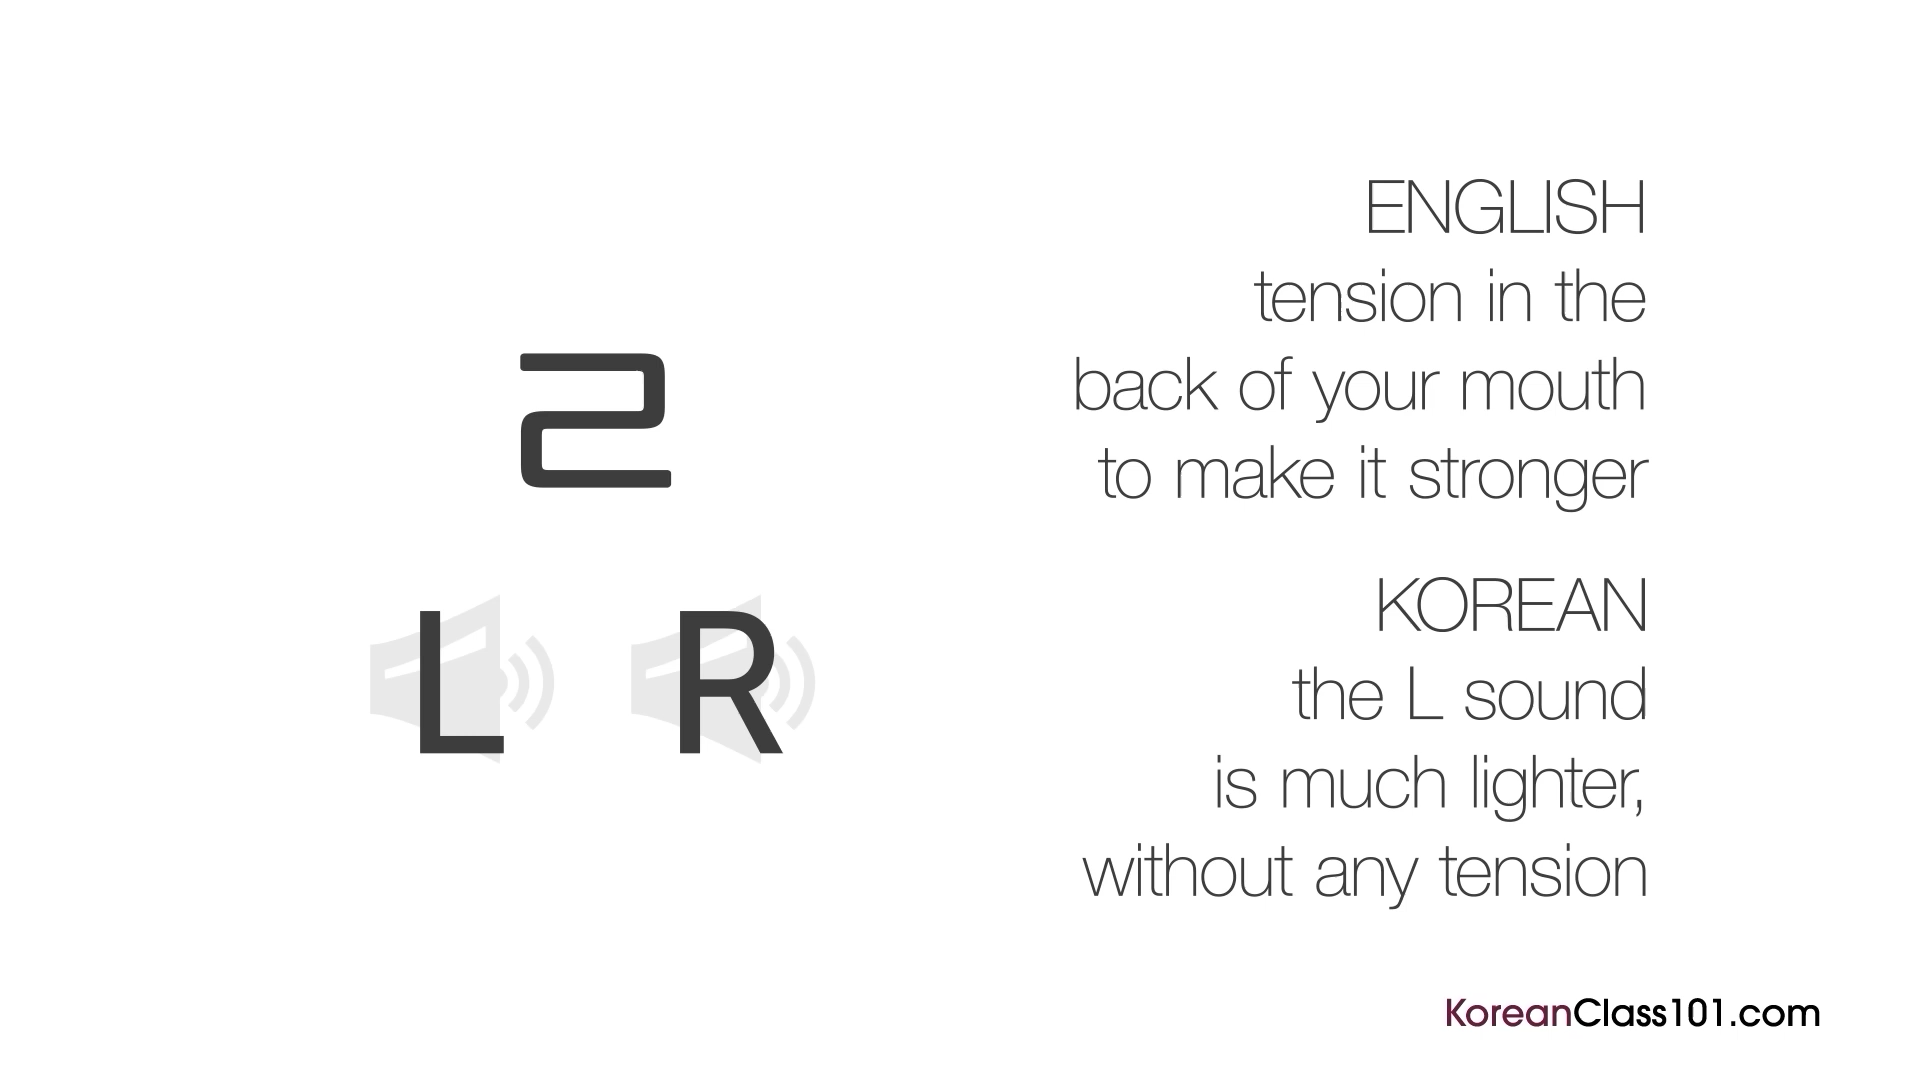 ㄹ
L R
ENGLISH
tension in the
back of your mouth
to make it stronger
KOREAN
the L sound
is much lighter,
without any tension
KoreanClass101.com